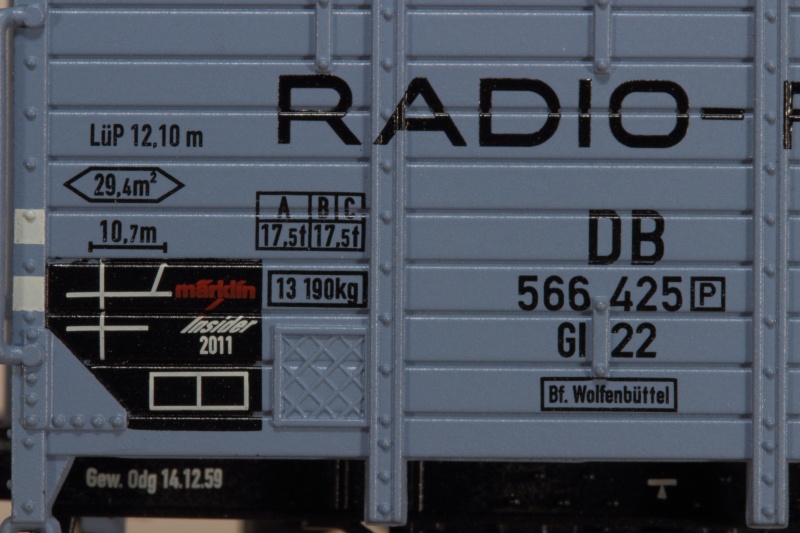 RADIO-
LüP 12,10 m
29,4m²
10,7m
A B C
17,5t 17,5t
13 190kg
DB
566 425 P
Gl 22
Bf. Wolfenbüttel
märklin
Insider
2011
Gew. Odg 14.12.59